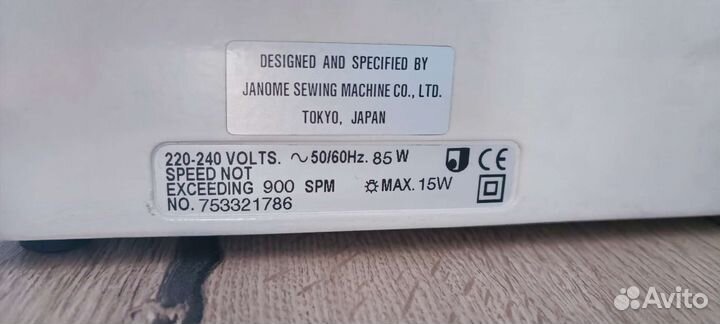 DESIGNED AND SPECIFIED BY
JANOME SEWING MACHINE CO., LTD.
TOKYO, JAPAN
220-240 VOLTS. ~ 50/60Hz. 85 W
SPEED NOT
EXCEEDING 900 SPM MAX. 15W
NO. 753321786
CE
Avito